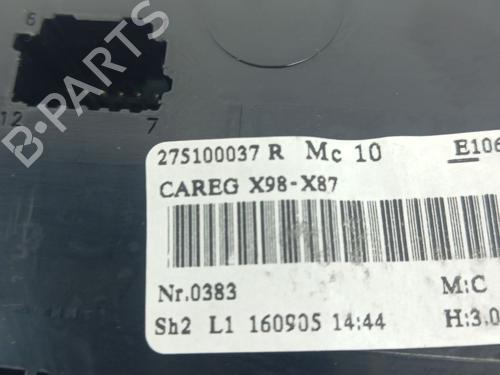 6
12
7
275100037 R Mc 10 E106
CAREG X98-X87
Nr.0383 M:C
Sh2 L1 160905 14:44 H:3.0
B-PARTS